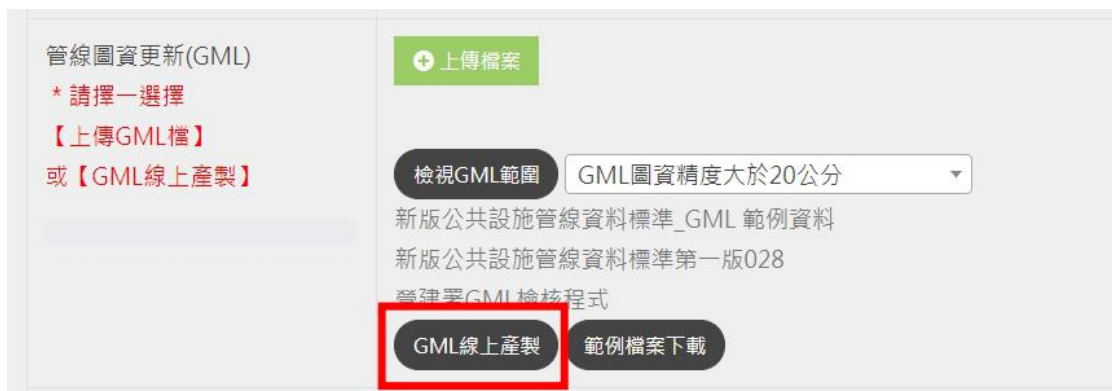 管線圖資更新(GML)
*請擇一選擇
【上傳GML檔】
或【GML線上產製】
上傳檔案
檢視GML範圍 GML圖資精度大於20公分
新版公共設施管線資料標準_GML 範例資料
新版公共設施管線資料標準第一版028
營建署GML檢核程式
GML線上產製 範例檔案下載